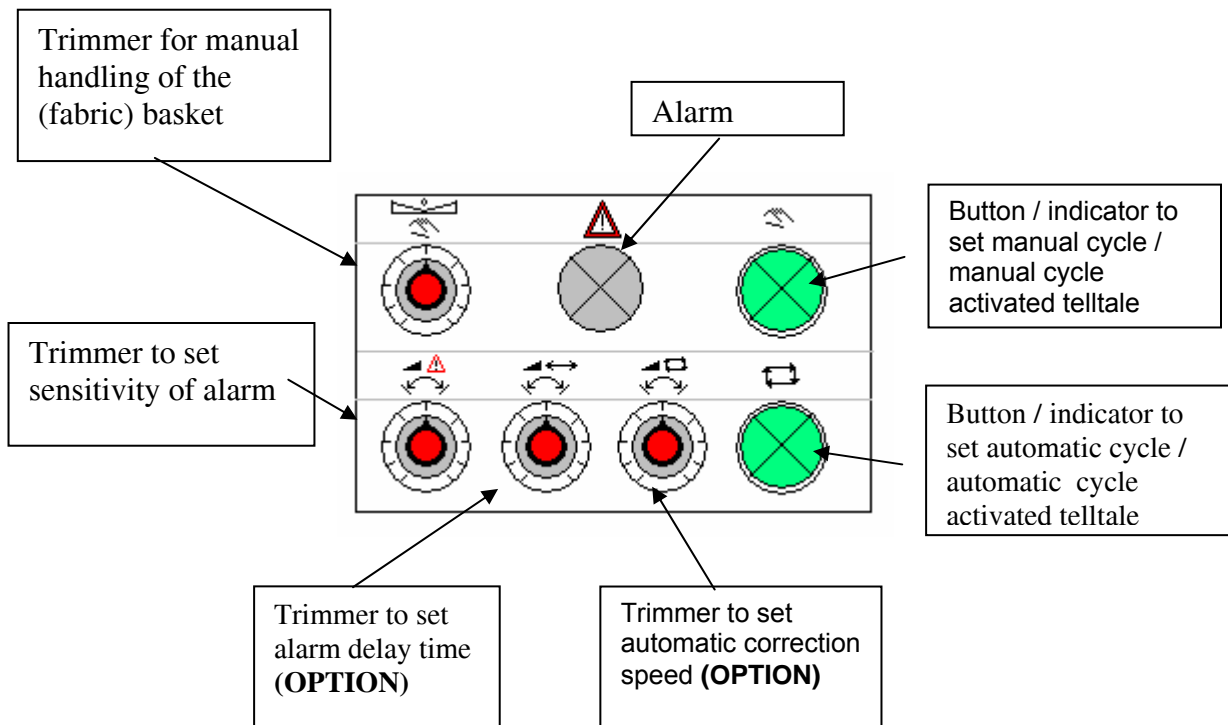 Trimmer for manual
handling of the
(fabric) basket
Alarm
Button / indicator to
set manual cycle /
manual cycle
activated telltale
Trimmer to set
sensitivity of alarm
Button / indicator to
set automatic cycle /
automatic cycle
activated telltale
Trimmer to set
alarm delay time
(OPTION)
Trimmer to set
automatic correction
speed (OPTION)